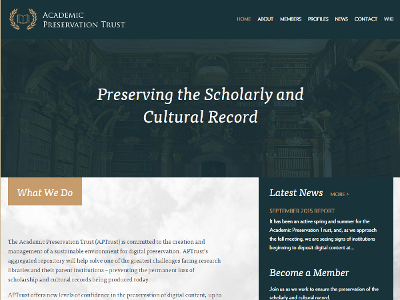 ACADEMIC
PRESERVATION TRUST
HOME ABOUT MEMBERS PROFILES NEWS CONTACT WIKI
Preserving the Scholarly and
Cultural Record
What We Do
The Academic Preservation Trust (APTrust) is committed to the creation and
management of a sustainable environment for digital preservation. APTrust's
aggregated repository will help solve one of the greatest challenges facing research
libraries and their parent institutions – preventing the permanent loss of
scholarship and cultural records being produced today.
APTrust offers new levels of confidence in the preservation of digital content, up to
Latest News MORE >
SEPTEMBER 2015 REPORT
It has been an active spring and summer for the
Academic Preservation Trust, and, as we approach
the fall meeting, we are seeing signs of institutions
beginning to deposit digital content at...
Become a Member
Join us as we work to ensure the preservation of the
scholarly and cultural record.